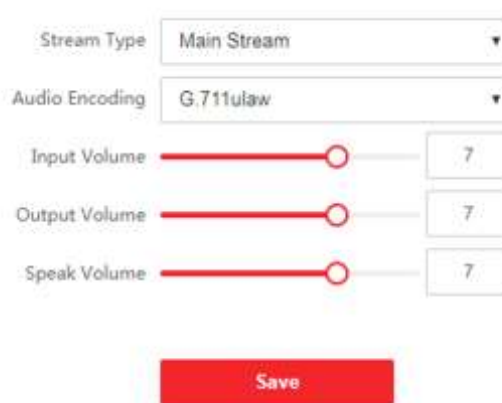 Stream Type Main Stream
Audio Encoding G.711ulaw
Input Volume 7
Output Volume 7
Speak Volume 7
Save